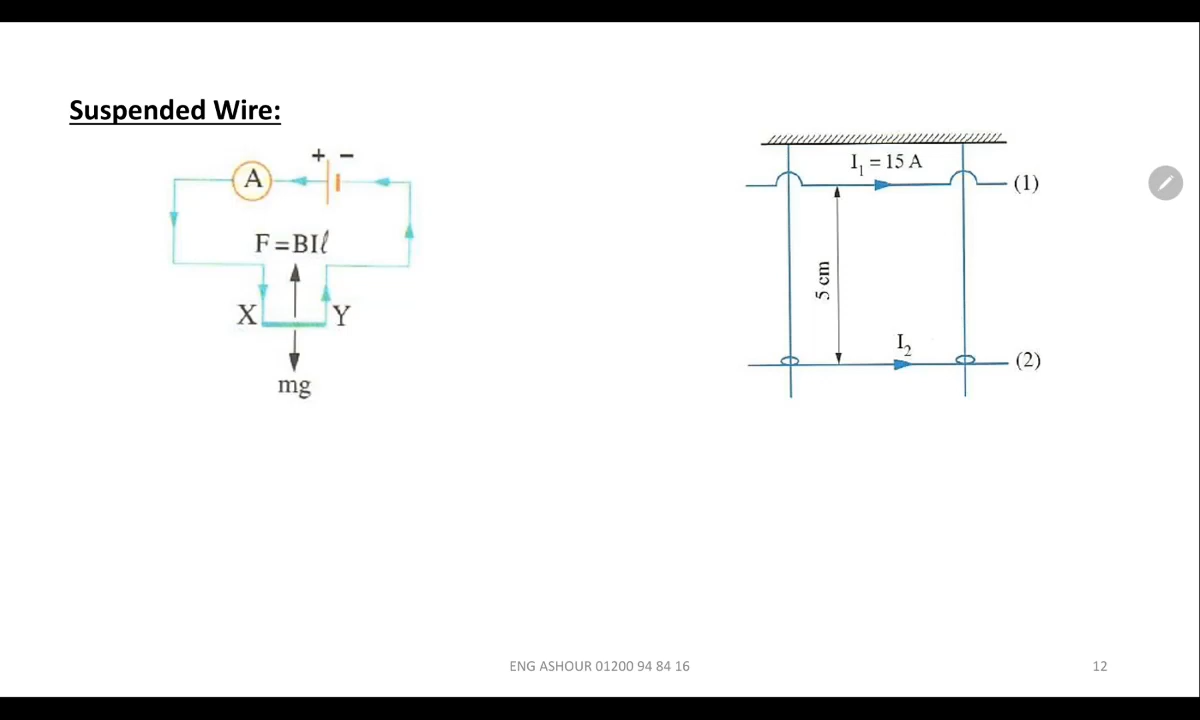 Suspended Wire:
+ −
A
F = BIℓ
X Y
mg
I₁ = 15 A
(1)
5 cm
I₂
(2)
ENG ASHOUR 01200 94 84 16
12